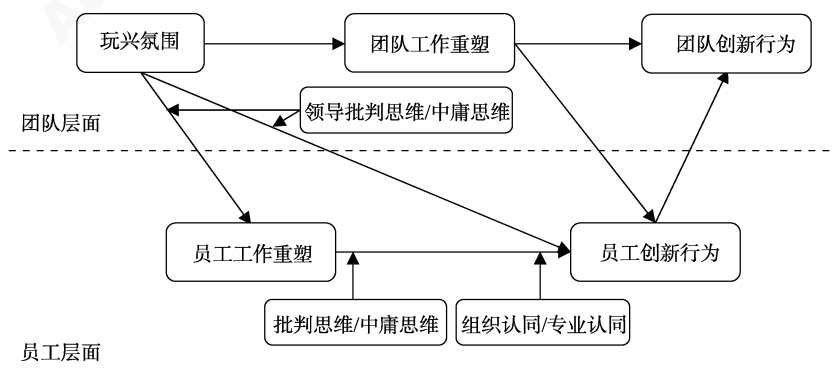 玩兴氛围
团队工作重塑
团队创新行为
领导批判思维/中庸思维
团队层面
员工工作重塑
员工创新行为
批判思维/中庸思维
组织认同/专业认同
员工层面